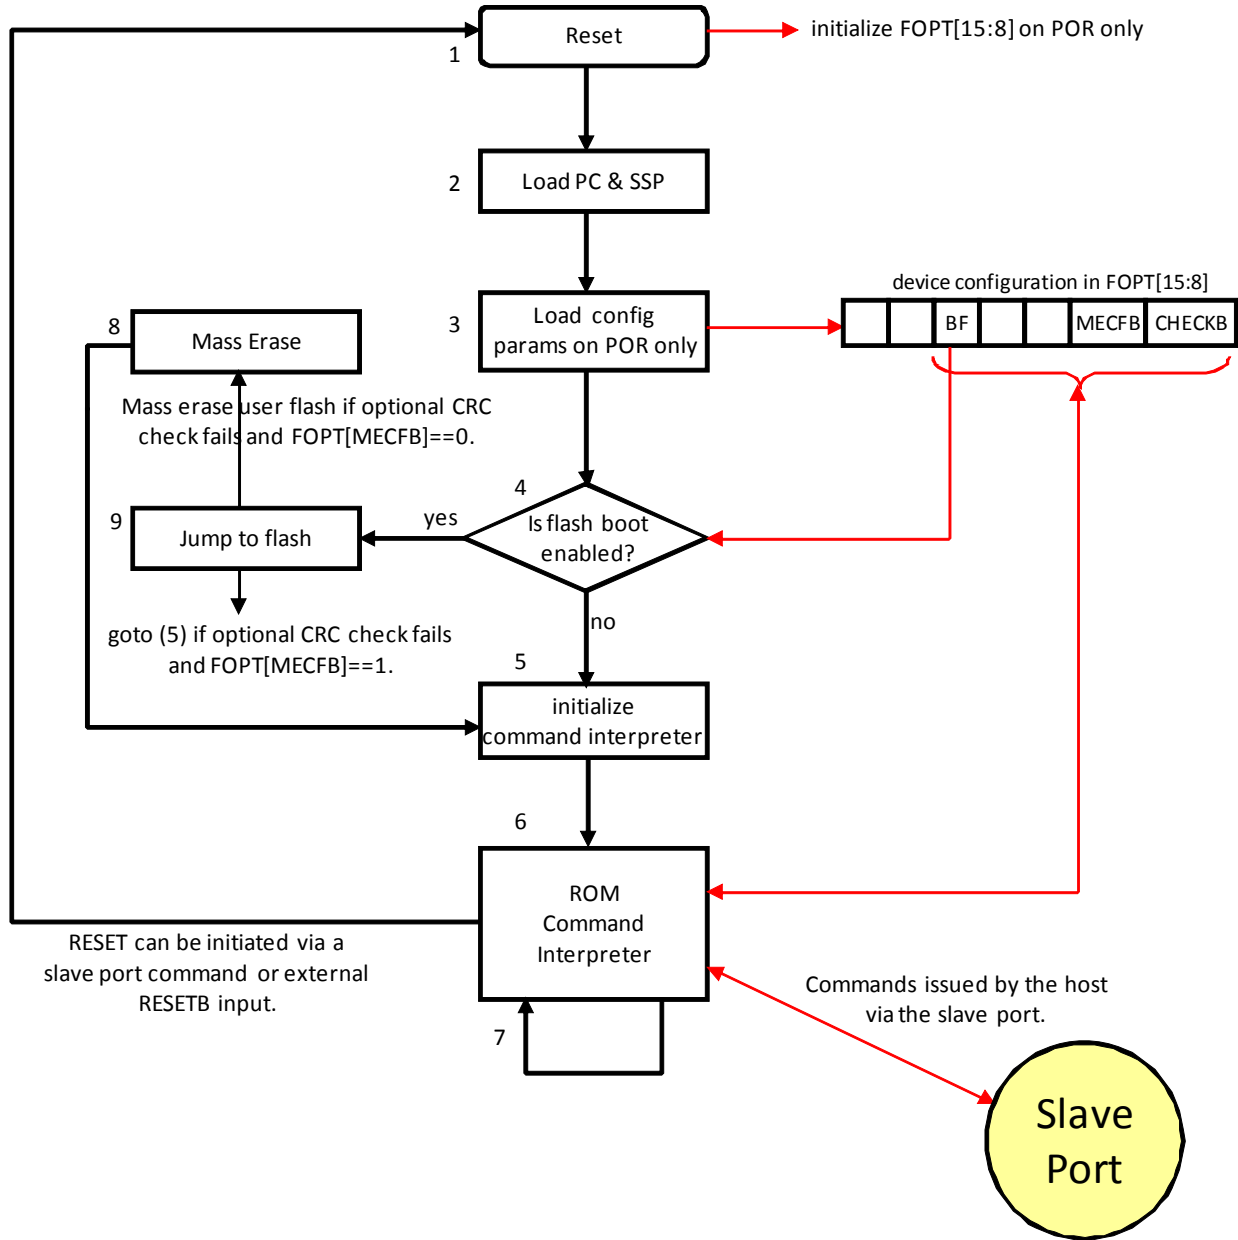 1
Reset
initialize FOPT[15:8] on POR only
2
Load PC & SSP
3
Load config
params on POR only
device configuration in FOPT[15:8]
BF
MECFB
CHECKB
8
Mass Erase
Mass erase user flash if optional CRC
check fails and FOPT[MECFB]==0.
4
Is flash boot
enabled?
yes
no
9
Jump to flash
goto (5) if optional CRC check fails
and FOPT[MECFB]==1.
5
initialize
command interpreter
6
ROM
Command
Interpreter
7
RESET can be initiated via a
slave port command or external
RESETB input.
Commands issued by the host
via the slave port.
Slave
Port